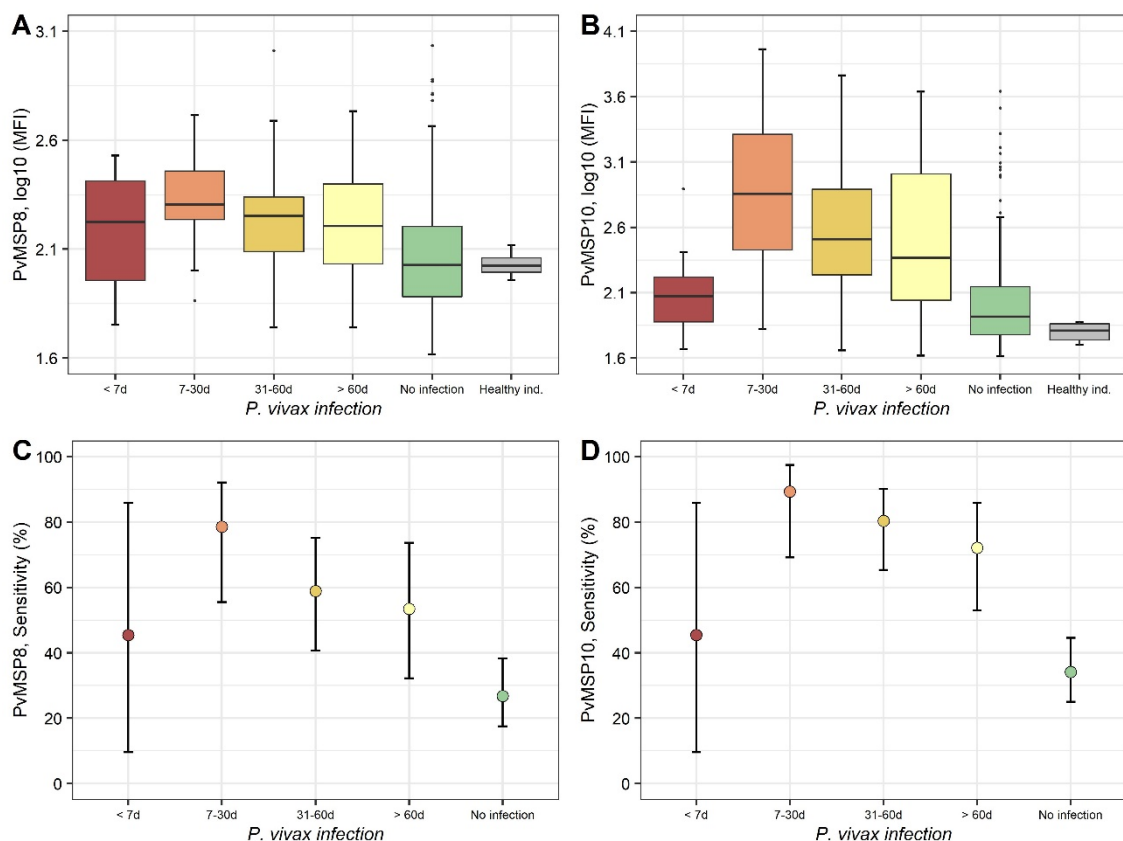 A
PvMSP8, log10 (MFI)
3.1
2.6
2.1
1.6
< 7d 7-30d 31-60d > 60d No infection Healthy ind.
P. vivax infection
B
PvMSP10, log10 (MFI)
4.1
3.6
3.1
2.6
2.1
1.6
< 7d 7-30d 31-60d > 60d No infection Healthy ind.
P. vivax infection
C
PvMSP8, Sensitivity (%)
100
80
60
40
20
0
< 7d 7-30d 31-60d > 60d No infection
P. vivax infection
D
PvMSP10, Sensitivity (%)
100
80
60
40
20
0
< 7d 7-30d 31-60d > 60d No infection
P. vivax infection